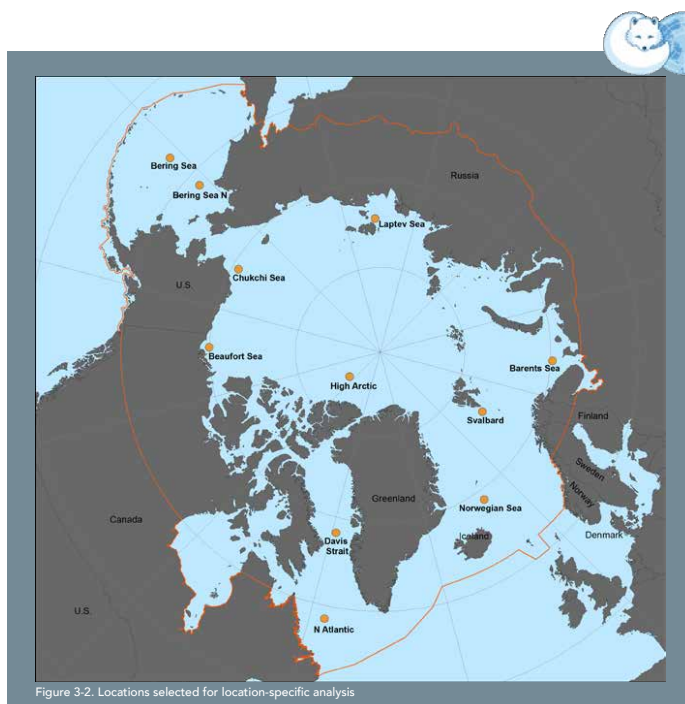 Bering Sea
Bering Sea N
Russia
Laptev Sea
U.S.
Chukchi Sea
Beaufort Sea
High Arctic
Barents Sea
Svalbard
Finland
Sweden
Norway
Greenland
Norwegian Sea
Canada
Davis
Strait
Iceland
Denmark
U.S.
N Atlantic
Figure 3-2. Locations selected for location-specific analysis